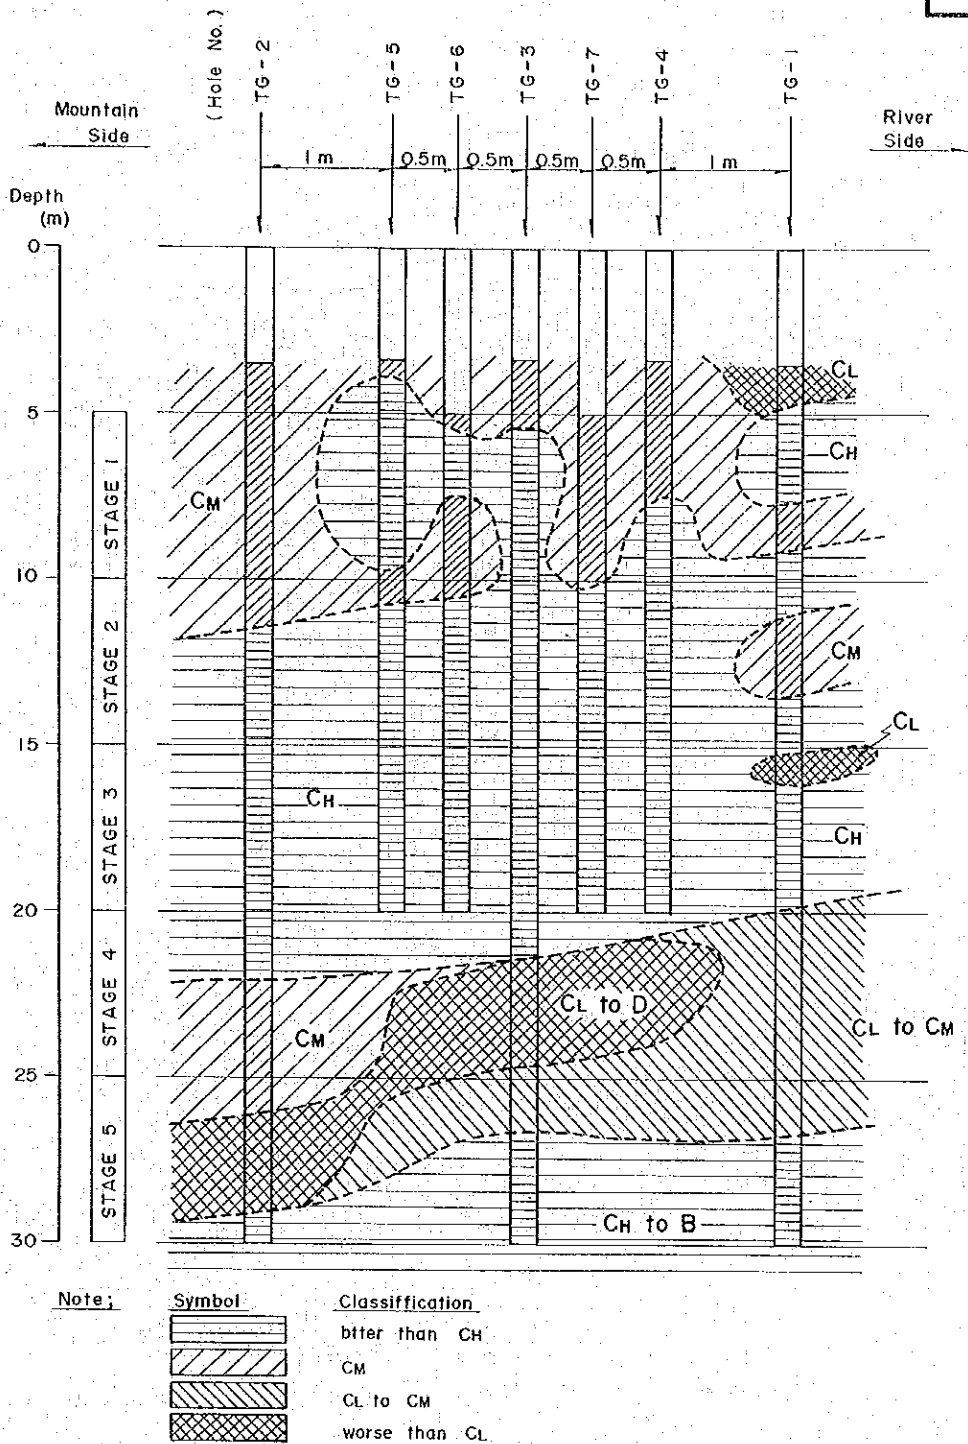 (Hole No.)
TG-2
TG-5
TG-6
TG-3
TG-7
TG-4
TG-1
Mountain
Side
River
Side
1 m
0.5m
0.5m
0.5m
0.5m
1 m
Depth
(m)
0
5
10
15
20
25
30
STAGE 1
STAGE 2
STAGE 3
STAGE 4
STAGE 5
CL
CH
CM
CM
CL
CH
CH
CL to D
CM
CL to CM
CH to B
Note;
Symbol
Classiffication
btter than CH
CM
CL to CM
worse than CL